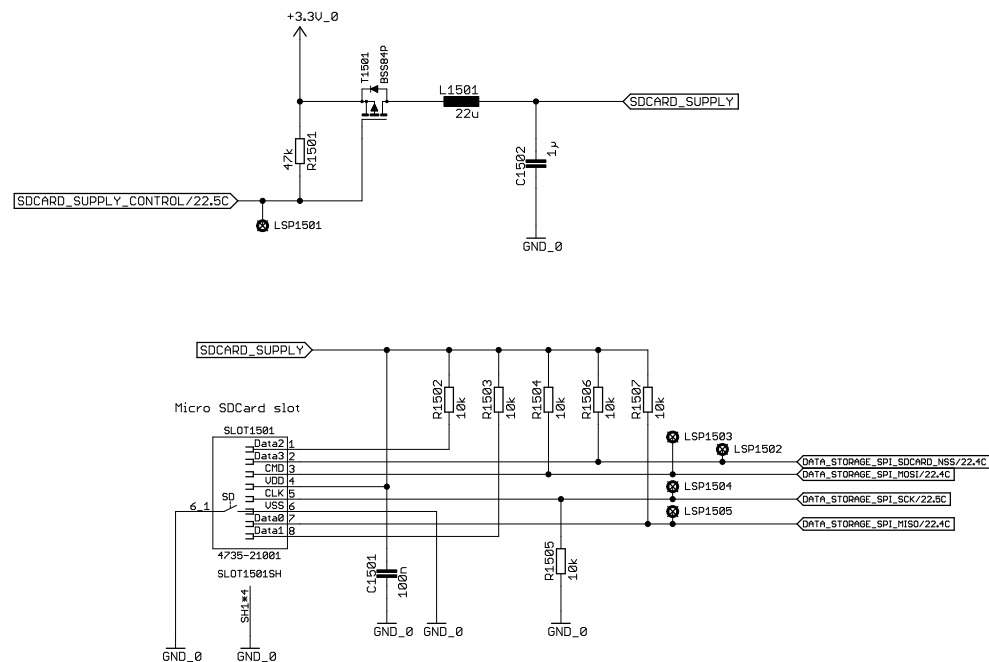 +3.3V_0
T1501
BSS84P
L1501
22u
SDCARD_SUPPLY
47k
R1501
C1502
1µ
SDCARD_SUPPLY_CONTROL/22.5C
LSP1501
GND_0
SDCARD_SUPPLY
R1502
10k
R1503
10k
R1504
10k
R1506
10k
R1507
10k
Micro SDCard slot
SLOT1501
LSP1503
LSP1502
Data2 1
Data3 2
DATA_STORAGE_SPI_SDCARD_NSS/22.4C
CMD 3
DATA_STORAGE_SPI_MOSI/22.4C
VDD 4
LSP1504
SD
CLK 5
DATA_STORAGE_SPI_SCK/22.5C
6_1
VSS 6
LSP1505
Data0 7
DATA_STORAGE_SPI_MISO/22.4C
Data1 8
4735-21001
SLOT1501SH
C1501
100n
R1505
10k
SH1*4
GND_0
GND_0
GND_0
GND_0
GND_0